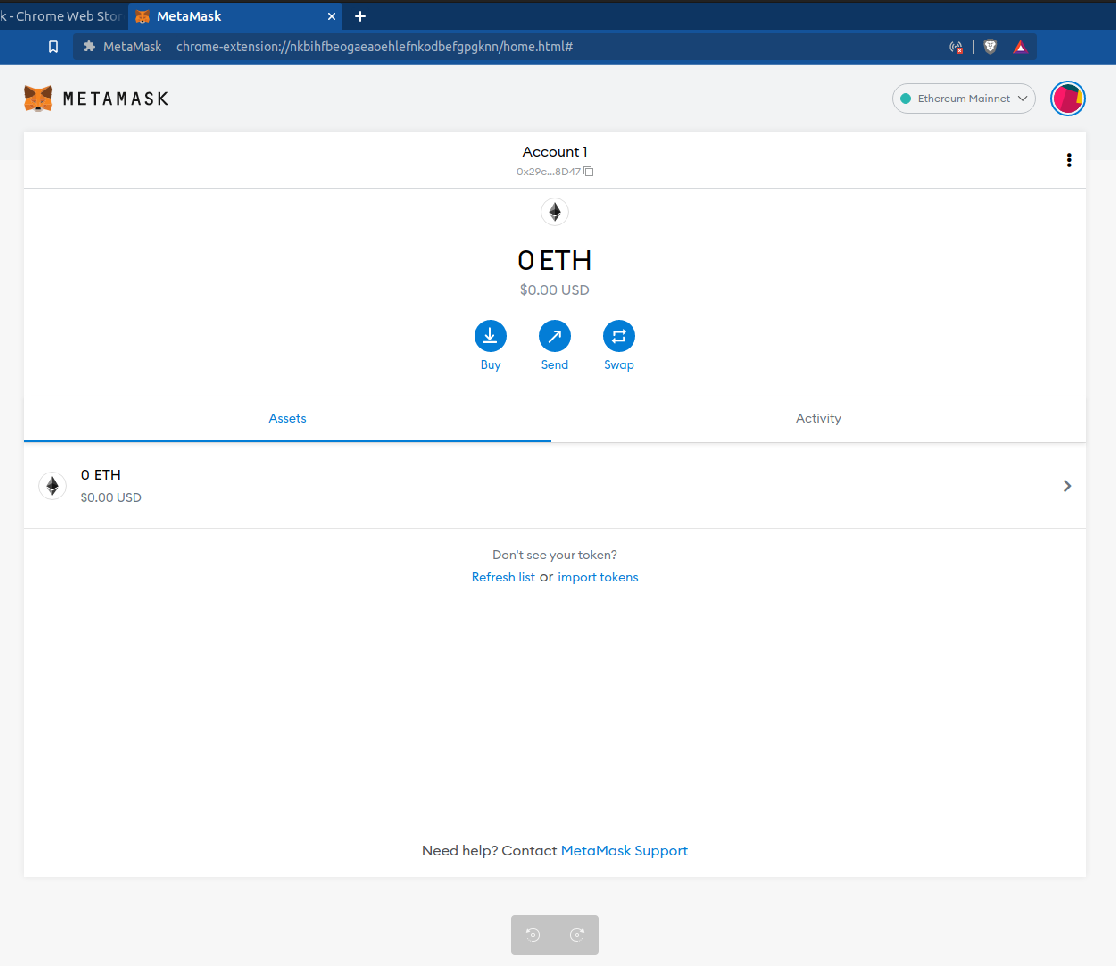 k - Chrome Web Stor MetaMask
MetaMask chrome-extension://nkbihfbeogaeaoehlefnkodbefgpgknn/home.html#
METAMASK Ethereum Mainnet
Account 1
0x29c...8D47
0 ETH
$0.00 USD
Buy Send Swap
Assets Activity
0 ETH
$0.00 USD
Don't see your token?
Refresh list or import tokens
Need help? Contact MetaMask Support